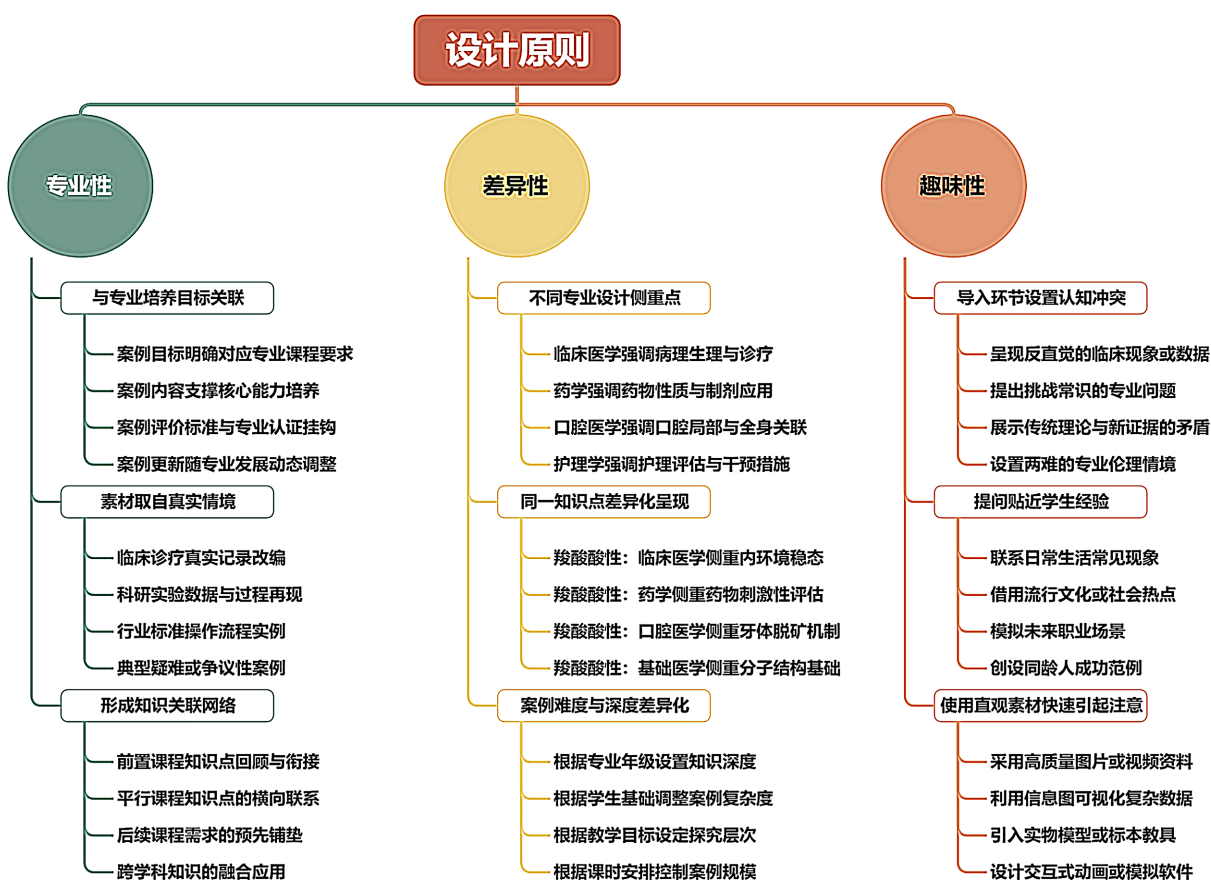 设计原则
专业性
与专业培养目标关联
案例目标明确对应专业课程要求
案例内容支撑核心能力培养
案例评价标准与专业认证挂钩
案例更新随专业发展动态调整
素材取自真实情境
临床诊疗真实记录改编
科研实验数据与过程再现
行业标准操作流程实例
典型疑难或争议性案例
形成知识关联网络
前置课程知识点回顾与衔接
平行课程知识点的横向联系
后续课程需求的预先铺垫
跨学科知识的融合应用
差异性
不同专业设计侧重点
临床医学强调病理生理与诊疗
药学强调药物性质与制剂应用
口腔医学强调口腔局部与全身关联
护理学强调护理评估与干预措施
同一知识点差异化呈现
羧酸酸性：临床医学侧重内环境稳态
羧酸酸性：药学侧重药物刺激性评估
羧酸酸性：口腔医学侧重牙体脱矿机制
羧酸酸性：基础医学侧重分子结构基础
案例难度与深度差异化
根据专业年级设置知识深度
根据学生基础调整案例复杂度
根据教学目标设定探究层次
根据课时安排控制案例规模
趣味性
导入环节设置认知冲突
呈现反直觉的临床现象或数据
提出挑战常识的专业问题
展示传统理论与新证据的矛盾
设置两难的专业伦理情境
提问贴近学生经验
联系日常生活常见现象
借用流行文化或社会热点
模拟未来职业场景
创设同龄人成功范例
使用直观素材快速引起注意
采用高质量图片或视频资料
利用信息图可视化复杂数据
引入实物模型或标本教具
设计交互式动画或模拟软件